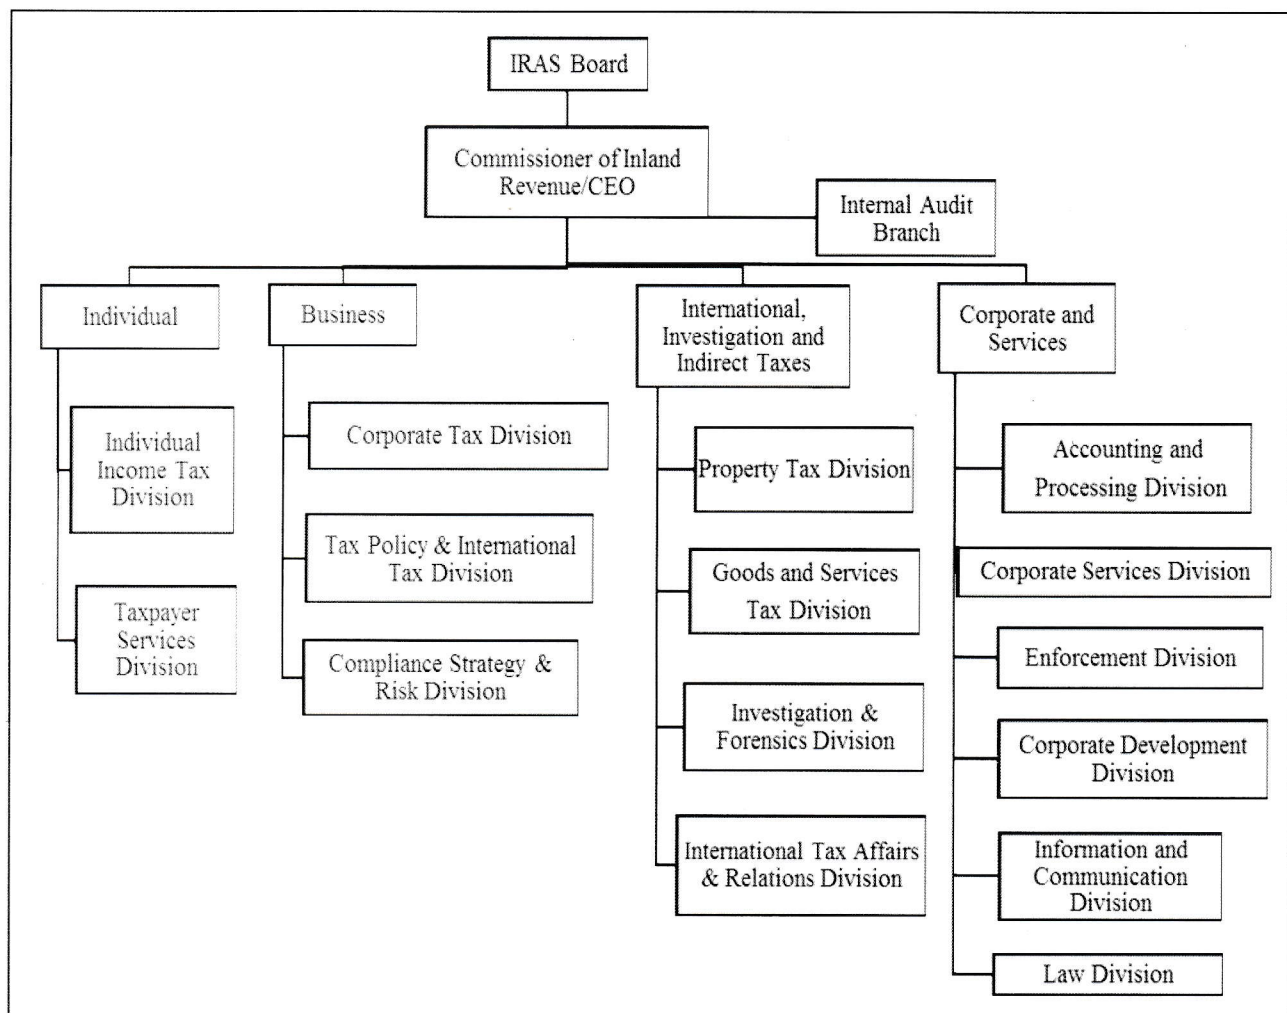 IRAS Board
Commissioner of Inland
Revenue/CEO
Internal Audit
Branch
Individual
Business
International,
Investigation and
Indirect Taxes
Corporate and
Services
Individual
Income Tax
Division
Taxpayer
Services
Division
Corporate Tax Division
Tax Policy & International
Tax Division
Compliance Strategy &
Risk Division
Property Tax Division
Goods and Services
Tax Division
Investigation &
Forensics Division
International Tax Affairs
& Relations Division
Accounting and
Processing Division
Corporate Services Division
Enforcement Division
Corporate Development
Division
Information and
Communication
Division
Law Division